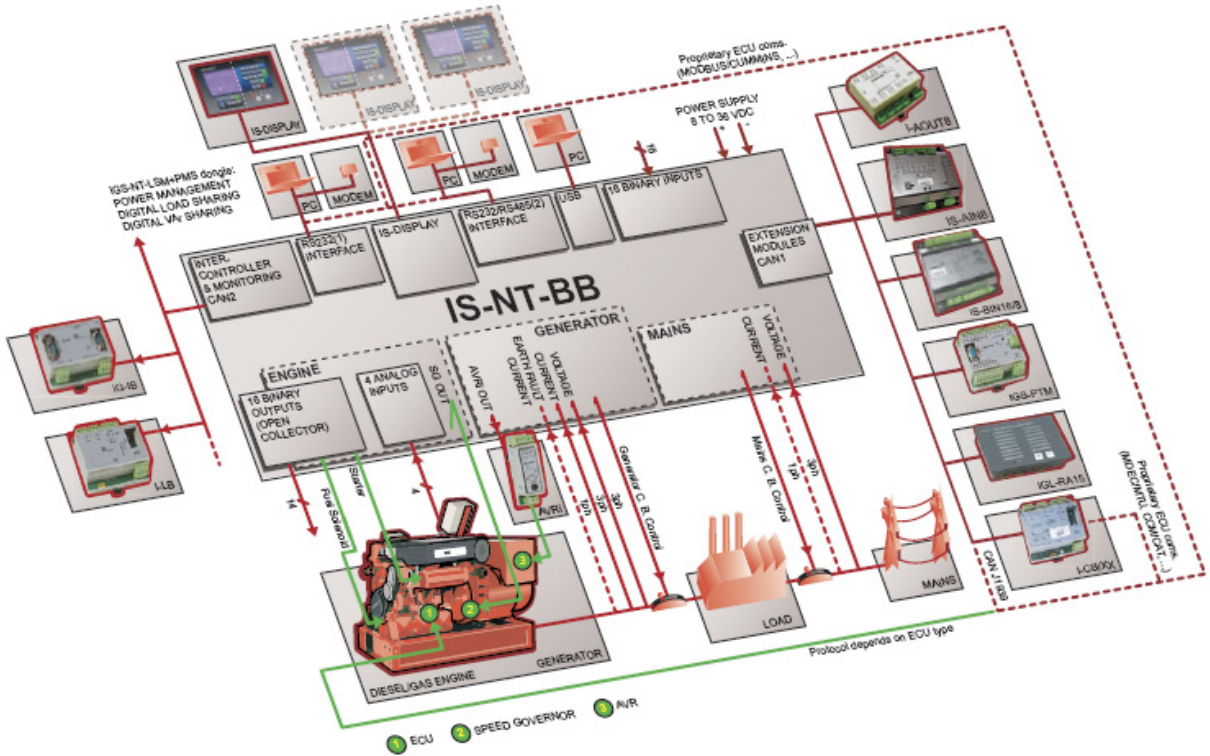 IS-DISPLAY
IS-DISPLAY
IS-DISPLAY
Proprietary ECU coms.
(MODBUS/CUMMINS, ...)
POWER SUPPLY
8 TO 36 VDC
+ -
I-AOUT8
IGS-NT-LSM+PMS dongle:
POWER MANAGEMENT
DIGITAL LOAD SHARING
DIGITAL VAr SHARING
PC
MODEM
PC
MODEM
PC
16
INTER-
CONTROLLER
& MONITORING
CAN2
RS232(1)
INTERFACE
IS-DISPLAY
RS232/RS485(2)
INTERFACE
USB
16 BINARY INPUTS
EXTENSION
MODULES
CAN1
IS-AIN8
IS-BIN16/8
IS-NT-BB
IG-IB
I-LB
ENGINE
16 BINARY
OUTPUTS
(OPEN
COLLECTOR)
4 ANALOG
INPUTS
SG OUT
GENERATOR
AVRi OUT
EARTH FAULT
CURRENT
CURRENT
VOLTAGE
MAINS
CURRENT
VOLTAGE
IGS-PTM
IGL-RA15
14
Fuel Solenoid
Starter
4
AVRi
1ph
3ph
3ph
Generator C. B. Control
Mains C. B. Control
1ph
3ph
Proprietary ECU coms.
(MDEC/MTU, CCM/CAT, ...)
CAN J1939
DIESEL/GAS ENGINE
GENERATOR
LOAD
MAINS
Protocol depends on ECU type
1
2
3
1 ECU
2 SPEED GOVERNOR
3 AVR